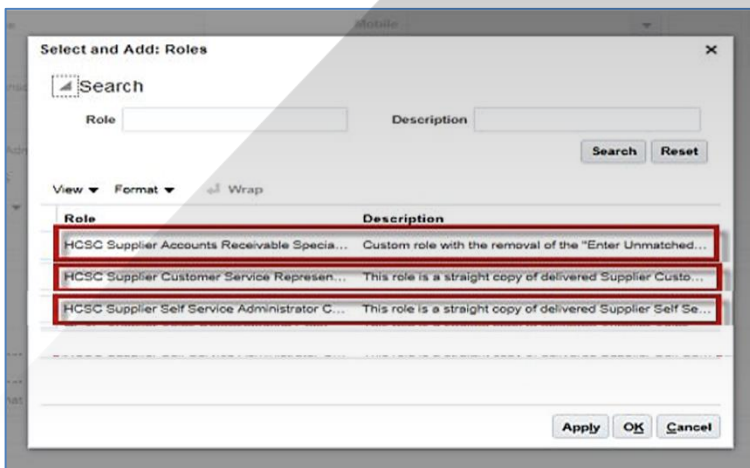 Mobile
Select and Add: Roles
Search
Role Description
Search Reset
View Format Wrap
Role Description
HCSC Supplier Accounts Receivable Specia... Custom role with the removal of the "Enter Unmatched...
HCSC Supplier Customer Service Represen... This role is a straight copy of delivered Supplier Custo...
HCSC Supplier Self Service Administrator C... This role is a straight copy of delivered Supplier Self Se...
Apply OK Cancel